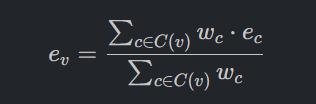 e_v = \frac{\sum_{c \in C(v)} w_c \cdot e_c}{\sum_{c \in C(v)} w_c}